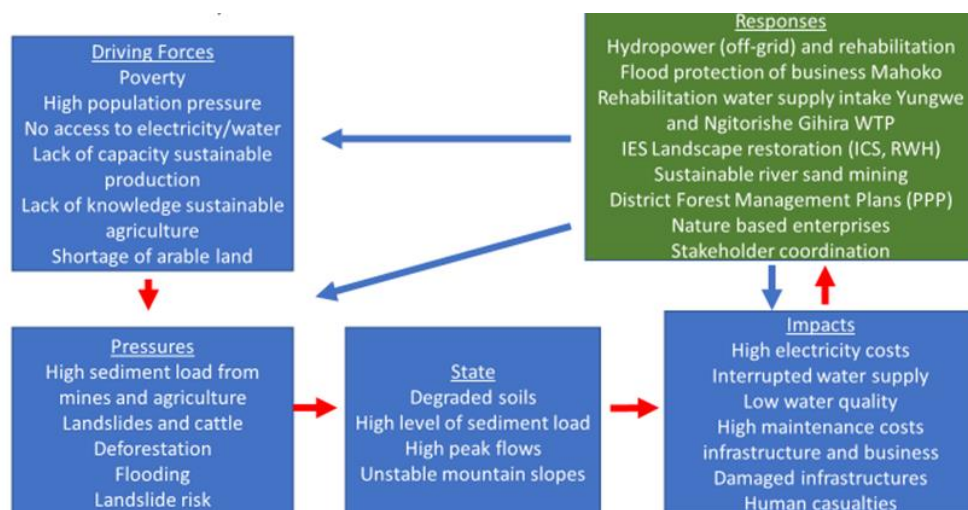 Driving Forces
Poverty
High population pressure
No access to electricity/water
Lack of capacity sustainable
production
Lack of knowledge sustainable
agriculture
Shortage of arable land
Responses
Hydropower (off-grid) and rehabilitation
Flood protection of business Mahoko
Rehabilitation water supply intake Yungwe
and Ngitorishe Gihira WTP
IES Landscape restoration (ICS, RWH)
Sustainable river sand mining
District Forest Management Plans (PPP)
Nature based enterprises
Stakeholder coordination
Pressures
High sediment load from
mines and agriculture
Landslides and cattle
Deforestation
Flooding
Landslide risk
State
Degraded soils
High level of sediment load
High peak flows
Unstable mountain slopes
Impacts
High electricity costs
Interrupted water supply
Low water quality
High maintenance costs
infrastructure and business
Damaged infrastructures
Human casualties